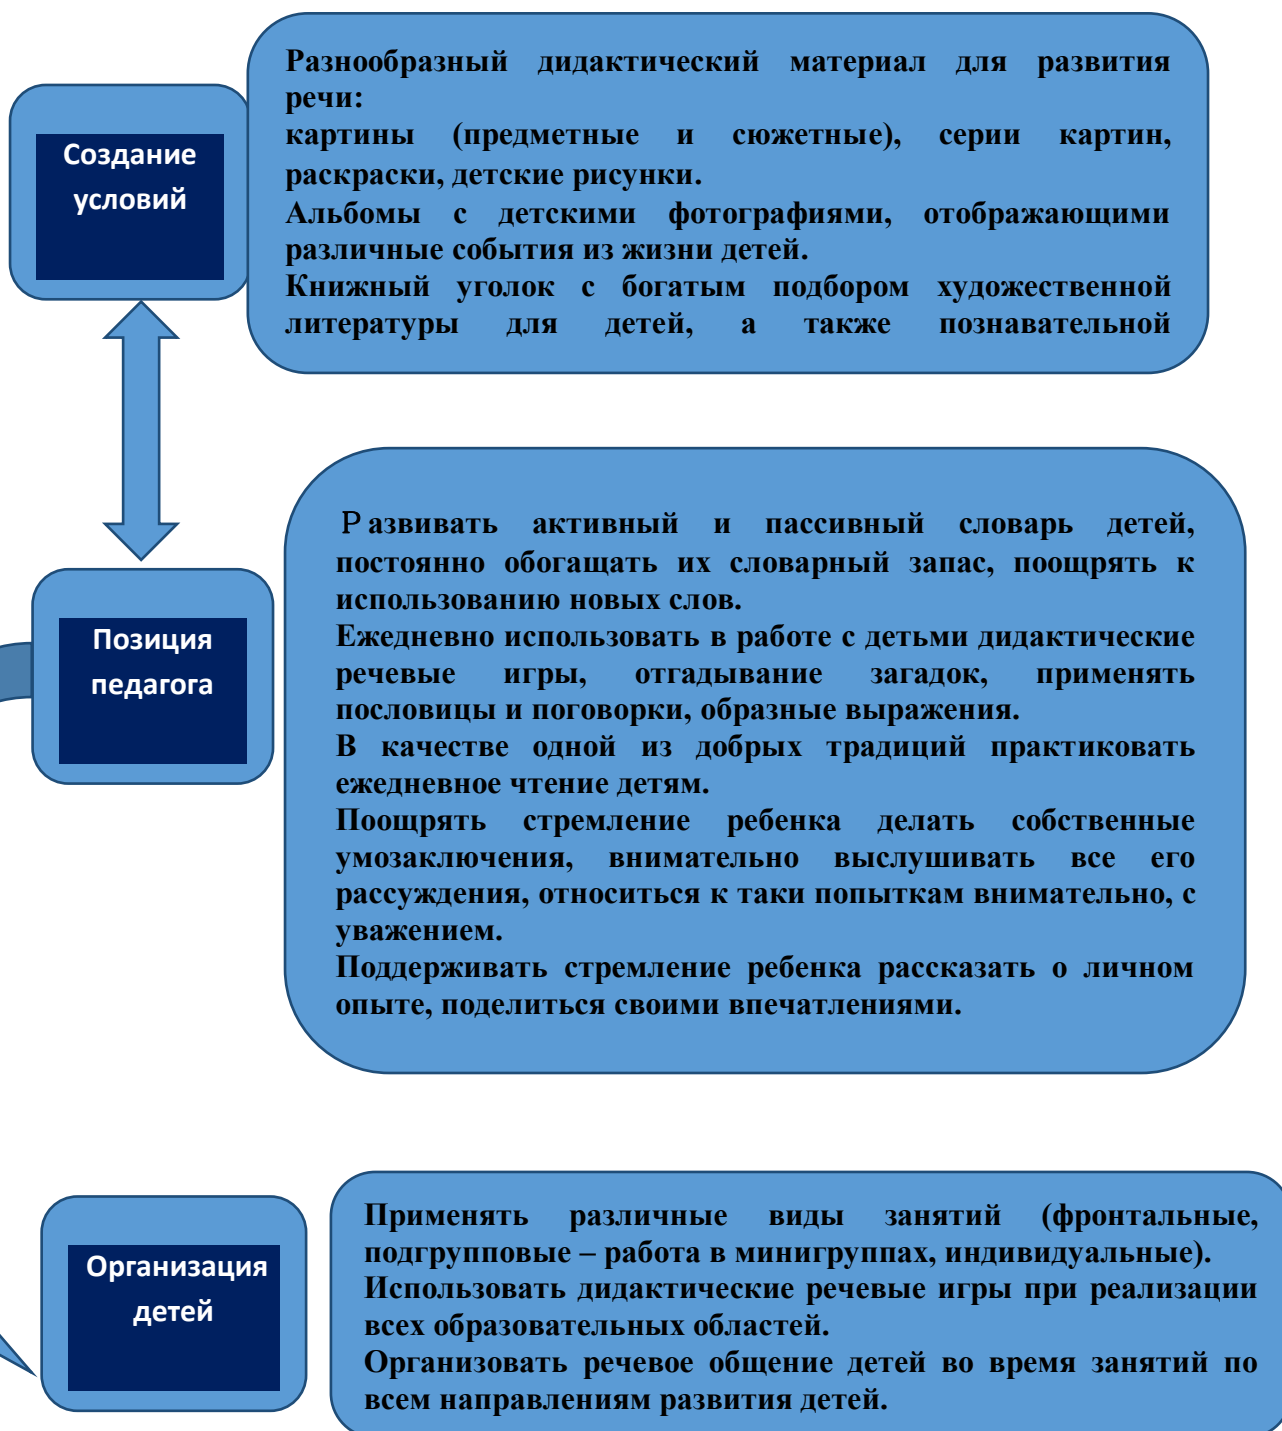 Создание
условий
Разнообразный дидактический материал для развития
речи:
картины (предметные и сюжетные), серии картин,
раскраски, детские рисунки.
Альбомы с детскими фотографиями, отображающими
различные события из жизни детей.
Книжный уголок с богатым подбором художественной
литературы для детей, а также познавательной
Позиция
педагога
Развивать активный и пассивный словарь детей,
постоянно обогащать их словарный запас, поощрять к
использованию новых слов.
Ежедневно использовать в работе с детьми дидактические
речевые игры, отгадывание загадок, применять
пословицы и поговорки, образные выражения.
В качестве одной из добрых традиций практиковать
ежедневное чтение детям.
Поощрять стремление ребенка делать собственные
умозаключения, внимательно выслушивать все его
рассуждения, относиться к таки попыткам внимательно, с
уважением.
Поддерживать стремление ребенка рассказать о личном
опыте, поделиться своими впечатлениями.
Организация
детей
Применять различные виды занятий (фронтальные,
подгрупповые – работа в минигруппах, индивидуальные).
Использовать дидактические речевые игры при реализации
всех образовательных областей.
Организовать речевое общение детей во время занятий по
всем направлениям развития детей.